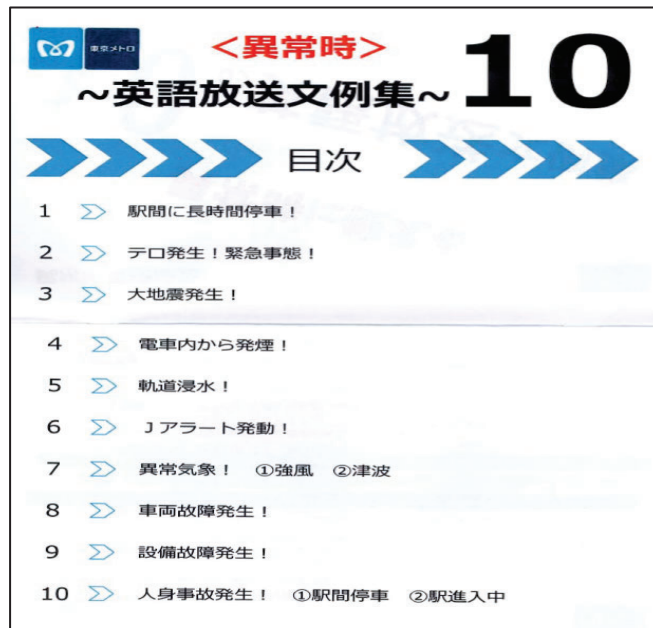 東京メトロ
<異常時>
~英語放送文例集~
10
目次
1 駅間に長時間停車！
2 テロ発生！緊急事態！
3 大地震発生！
4 電車内から発煙！
5 軌道浸水！
6 Jアラート発動！
7 異常気象！ ①強風 ②津波
8 車両故障発生！
9 設備故障発生！
10 人身事故発生！ ①駅間停車 ②駅進入中